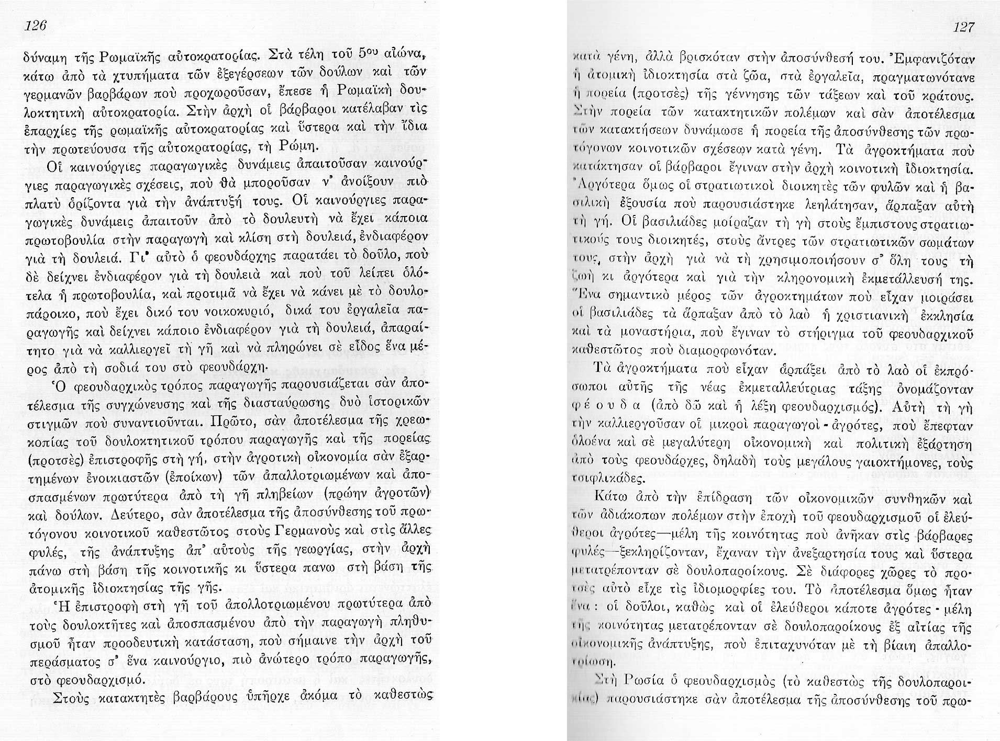 126
δύναμη τῆς Ρωμαϊκῆς αὐτοκρατορίας. Στὰ τέλη τοῦ 5ου αἰώνα,
κάτω ἀπὸ τὰ χτυπήματα τῶν ἐξεγέρσεων τῶν δούλων καὶ τῶν
γερμανῶν βαρβάρων ποὺ προχωροῦσαν, ἔπεσε ἡ Ρωμαϊκὴ δου-
λοκτητικὴ αὐτοκρατορία. Στὴν ἀρχὴ οἱ βάρβαροι κατέλαβαν τὶς
ἐπαρχίες τῆς ρωμαϊκῆς αὐτοκρατορίας καὶ ὕστερα καὶ τὴν ἴδια
τὴν πρωτεύουσα τῆς αὐτοκρατορίας, τὴ Ρώμη.
Οἱ καινούργιες παραγωγικὲς δυνάμεις ἀπαιτοῦσαν καινούρ-
γιες παραγωγικὲς σχέσεις, ποὺ θὰ μποροῦσαν ν' ἀνοίξουν πιὸ
πλατὺ ὁρίζοντα γιὰ τὴν ἀνάπτυξή τους. Οἱ καινούργιες παρα-
γωγικὲς δυνάμεις ἀπαιτοῦν ἀπὸ τὸ δουλευτὴ νὰ ἔχει κάποια
πρωτοβουλία στὴν παραγωγὴ καὶ κλίση στὴ δουλειά, ἐνδιαφέρον
γιὰ τὴ δουλειά. Γι' αὐτὸ ὁ φεουδάρχης παρατάει τὸ δοῦλο, ποὺ
δὲ δείχνει ἐνδιαφέρον γιὰ τὴ δουλειὰ καὶ ποὺ τοῦ λείπει ὁλό-
τελα ἡ πρωτοβουλία, καὶ προτιμᾶ νὰ ἔχει νὰ κάνει μὲ τὸ δουλο-
πάροικο, ποὺ ἔχει δικό του νοικοκυριό, δικά του ἐργαλεῖα πα-
ραγωγῆς καὶ δείχνει κάποιο ἐνδιαφέρον γιὰ τὴ δουλειά, ἀπαραί-
τητο γιὰ νὰ καλλιεργεῖ τὴ γῆ καὶ νὰ πληρώνει σὲ εἶδος ἕνα μέ-
ρος ἀπὸ τὴ σοδιά του στὸ φεουδάρχη.
Ὁ φεουδαρχικὸς τρόπος παραγωγῆς παρουσιάζεται σὰν ἀπο-
τέλεσμα τῆς συγχώνευσης καὶ τῆς διασταύρωσης δυὸ ἱστορικῶν
στιγμῶν ποὺ συναντιοῦνται. Πρῶτο, σὰν ἀποτέλεσμα τῆς χρεω-
κοπίας τοῦ δουλοκτητικοῦ τρόπου παραγωγῆς καὶ τῆς πορείας
(προτσὲς) ἐπιστροφῆς στὴ γή, στὴν ἀγροτικὴ οἰκονομία σὰν ἐξαρ-
τημένων ἐνοικιαστῶν (ἐποίκων) τῶν ἀπαλλοτριωμένων καὶ ἀπο-
σπασμένων πρωτύτερα ἀπὸ τὴ γῆ πληβείων (πρώην ἀγροτῶν)
καὶ δούλων. Δεύτερο, σὰν ἀποτέλεσμα τῆς ἀποσύνθεσης τοῦ πρω-
τόγονου κοινοτικοῦ καθεστῶτος στοὺς Γερμανοὺς καὶ στὶς ἄλλες
φυλές, τῆς ἀνάπτυξης ἀπ' αὐτοὺς τῆς γεωργίας, στὴν ἀρχὴ
πάνω στὴ βάση τῆς κοινοτικῆς κι ὕστερα πανω στὴ βάση τῆς
ἀτομικῆς ἰδιοκτησίας τῆς γῆς.
Ἡ ἐπιστροφὴ στὴ γῆ τοῦ ἀπολλοτριωμένου πρωτύτερα ἀπὸ
τοὺς δουλοκτῆτες καὶ ἀποσπασμένου ἀπὸ τὴν παραγωγὴ πληθυ-
σμοῦ ἦταν προοδευτικὴ κατάσταση, ποὺ σήμαινε τὴν ἀρχὴ τοῦ
περάσματος σ' ἕνα καινούργιο, πιὸ ἀνώτερο τρόπο παραγωγῆς,
στὸ φεουδαρχισμό.
Στοὺς κατακτητὲς βαρβάρους ὑπῆρχε ἀκόμα τὸ καθεστὼς
127
κατὰ γένη, ἀλλὰ βρισκόταν στὴν ἀποσύνθεσή του. Ἐμφανιζόταν
ἡ ἀτομικὴ ἰδιοκτησία στὰ ζῶα, στὰ ἐργαλεῖα, πραγματωνότανε
ἡ πορεία (προτσὲς) τῆς γέννησης τῶν τάξεων καὶ τοῦ κράτους.
Στὴν πορεία τῶν κατακτητικῶν πολέμων καὶ σὰν ἀποτέλεσμα
τῶν κατακτήσεων δυνάμωσε ἡ πορεία τῆς ἀποσύνθεσης τῶν πρω-
τόγονων κοινοτικῶν σχέσεων κατὰ γένη. Τὰ ἀγροκτήματα ποὺ
κατάκτησαν οἱ βάρβαροι ἔγιναν στὴν ἀρχὴ κοινοτικὴ ἰδιοκτησία.
Ἀργότερα ὅμως οἱ στρατιωτικοὶ διοικητὲς τῶν φυλῶν καὶ ἡ βα-
σιλικὴ ἐξουσία ποὺ παρουσιάστηκε λεηλάτησαν, ἅρπαξαν αὐτὴ
τὴ γή. Οἱ βασιλιάδες μοίραζαν τὴ γὴ στοὺς ἔμπιστους στρατιω-
τικούς τους διοικητές, στοὺς ἄντρες τῶν στρατιωτικῶν σωμάτων
τους, στὴν ἀρχὴ γιὰ νὰ τὴ χρησιμοποιήσουν σ' ὅλη τους τὴ
ζωὴ κι ἀργότερα καὶ γιὰ τὴν κληρονομικὴ ἐκμετάλλευσή της.
Ἕνα σημαντικὸ μέρος τῶν ἀγροκτημάτων ποὺ εἶχαν μοιράσει
οἱ βασιλιάδες τὰ ἅρπαξαν ἀπὸ τὸ λαὸ ἡ χριστιανικὴ ἐκκλησία
καὶ τὰ μοναστήρια, ποὺ ἔγιναν τὸ στήριγμα τοῦ φεουδαρχικοῦ
καθεστῶτος ποὺ διαμορφωνόταν.
Τὰ ἀγροκτήματα ποὺ εἶχαν ἁρπάξει ἀπὸ τὸ λαὸ οἱ ἐκπρό-
σωποι αὐτῆς τῆς νέας ἐκμεταλλεύτριας τάξης ὀνομάζονταν
φέουδα (ἀπὸ δῶ καὶ ἡ λέξη φεουδαρχισμός). Αὐτὴ τὴ γὴ
τὴν καλλιεργοῦσαν οἱ μικροὶ παραγωγοὶ - ἀγρότες, ποὺ ἔπεφταν
ὁλοένα καὶ σὲ μεγαλύτερη οἰκονομικὴ καὶ πολιτικὴ ἐξάρτηση
ἀπὸ τοὺς φεουδάρχες, δηλαδὴ τοὺς μεγάλους γαιοκτήμονες, τοὺς
τσιφλικάδες.
Κάτω ἀπὸ τὴν ἐπίδραση τῶν οἰκονομικῶν συνθηκῶν καὶ
τῶν ἀδιάκοπων πολέμων στὴν ἐποχὴ τοῦ φεουδαρχισμοῦ οἱ ἐλεύ-
θεροι ἀγρότες—μέλη τῆς κοινότητας ποὺ ἀνῆκαν στὶς βάρβαρες
φυλές—ξεκληρίζονταν, ἔχαναν τὴν ἀνεξαρτησία τους καὶ ὕστερα
μετατρέπονταν σὲ δουλοπαροίκους. Σὲ διάφορες χῶρες τὸ προ-
τσὲς αὐτὸ εἶχε τὶς ἰδιομορφίες του. Τὸ ἀποτέλεσμα ὅμως ἦταν
ἕνα : οἱ δοῦλοι, καθὼς καὶ οἱ ἐλεύθεροι κάποτε ἀγρότες - μέλη
τῆς κοινότητας μετατρέπονταν σὲ δουλοπαροίκους ἐξ αἰτίας τῆς
οἰκονομικῆς ἀνάπτυξης, ποὺ ἐπιταχυνόταν μὲ τὴ βίαιη ἀπαλλο-
τρίωση.
Στὴ Ρωσία ὁ φεουδαρχισμὸς (τὸ καθεστὼς τῆς δουλοπαροι-
κίας) παρουσιάστηκε σὰν ἀποτέλεσμα τῆς ἀποσύνθεσης τοῦ πρω-